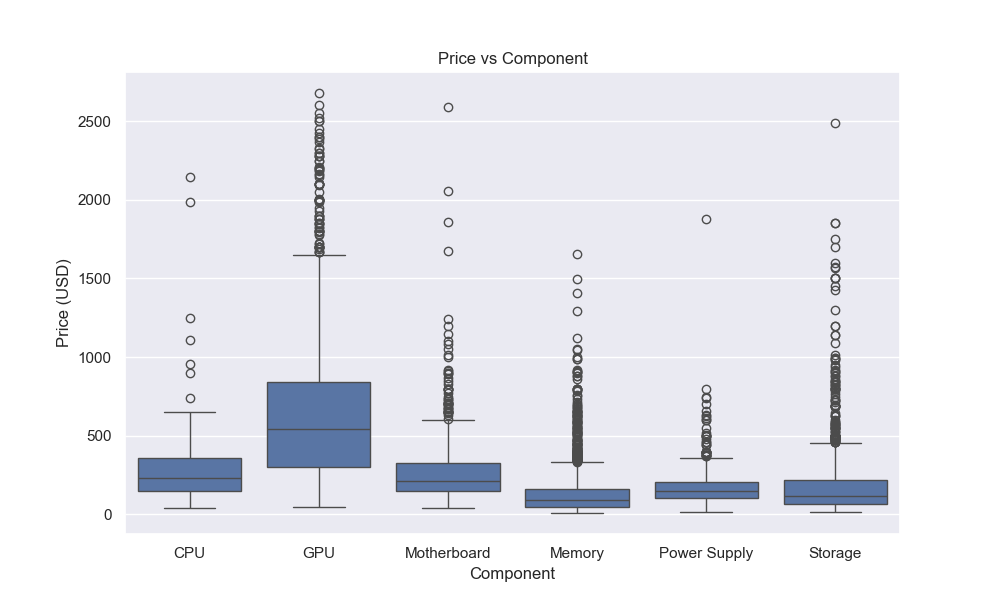 Price vs Component
Price (USD)
2500
2000
1500
1000
500
0
CPU GPU Motherboard Memory Power Supply Storage
Component